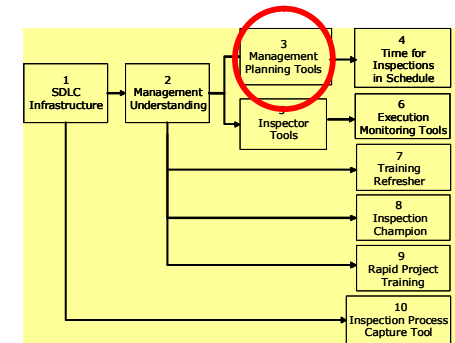 3
Management
Planning Tools
4
Time for
Inspections
in Schedule
1
SDLC
Infrastructure
2
Management
Understanding
Inspector
Tools
6
Execution
Monitoring Tools
7
Training
Refresher
8
Inspection
Champion
9
Rapid Project
Training
10
Inspection Process
Capture Tool